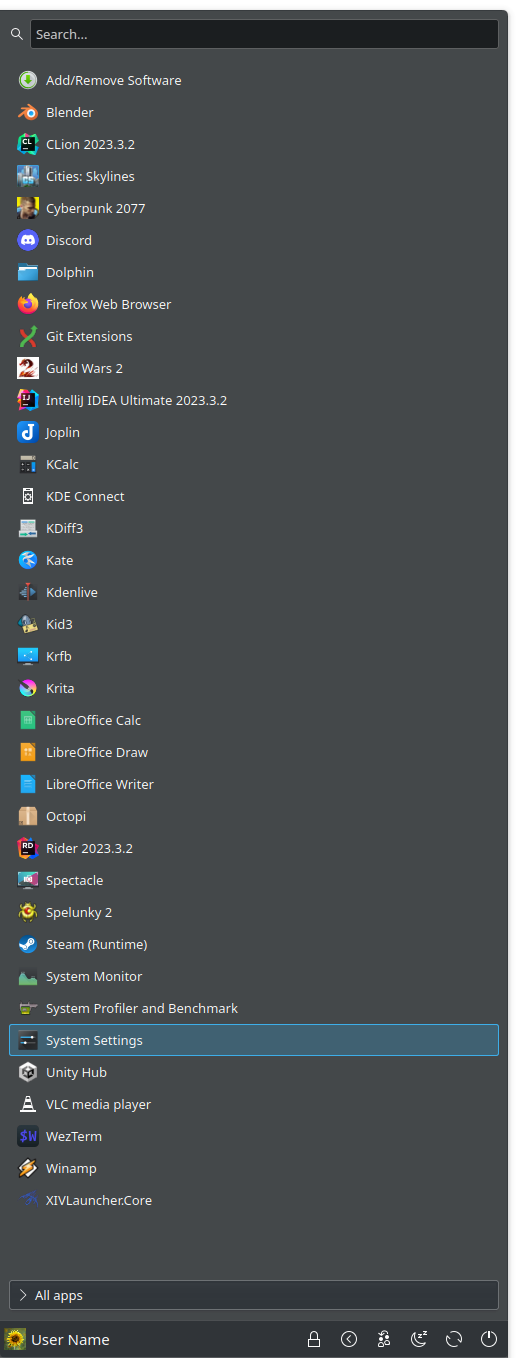 Search...
Add/Remove Software
Blender
CLion 2023.3.2
Cities: Skylines
Cyberpunk 2077
Discord
Dolphin
Firefox Web Browser
Git Extensions
Guild Wars 2
IntelliJ IDEA Ultimate 2023.3.2
Joplin
KCalc
KDE Connect
KDiff3
Kate
Kdenlive
Kid3
Krfb
Krita
LibreOffice Calc
LibreOffice Draw
LibreOffice Writer
Octopi
Rider 2023.3.2
Spectacle
Spelunky 2
Steam (Runtime)
System Monitor
System Profiler and Benchmark
System Settings
Unity Hub
VLC media player
WezTerm
Winamp
XIVLauncher.Core
All apps
User Name